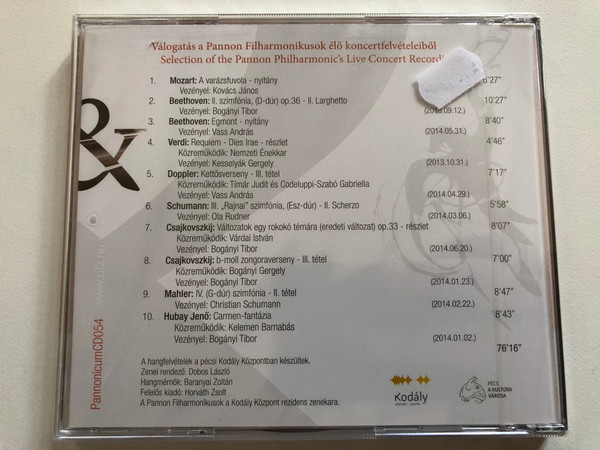 Válogatás a Pannon Filharmonikusok élő koncertfelvételeiből
Selection of the Pannon Philharmonic's Live Concert Recordi
1. Mozart: A varázsfuvola - nyitány
Vezényel: Kovács János 6'27"
2. Beethoven: II. szimfónia, (D-dúr) op.36 - II. Larghetto 10'27"
Vezényel: Bogányi Tibor (2013.09.12.)
3. Beethoven: Egmont - nyitány 8'40"
Vezényel: Vass András (2014.05.31.)
4. Verdi: Requiem - Dies Irae - részlet 4'46"
Közreműködik: Nemzeti Énekkar
Vezényel: Kesselyák Gergely (2013.10.31.)
5. Doppler: Kettősverseny - III. tétel 7'17"
Közreműködik: Tímár Judit és Codeluppi-Szabó Gabriella
Vezényel: Vass András (2014.04.29.)
6. Schumann: III. „Rajnai" szimfónia, (Esz-dúr) - II. Scherzo 5'58"
Vezényel: Ola Rudner (2014.03.06.)
7. Csajkovszkij: Változatok egy rokokó témára (eredeti változat) op.33 - részlet 8'07"
Közreműködik: Várdai István
Vezényel: Bogányi Tibor (2014.06.20.)
8. Csajkovszkij: b-moll zongoraverseny - III. tétel 7'00"
Közreműködik: Bogányi Gergely
Vezényel: Bogányi Tibor (2014.01.23.)
9. Mahler: IV. (G-dúr) szimfónia - II. tétel 8'47"
Vezényel: Christian Schumann (2014.02.22.)
10. Hubay Jenő: Carmen-fantázia 8'43"
Közreműködik: Kelemen Barnabás
Vezényel: Bogányi Tibor (2014.01.02.)
76'16"
A hangfelvételek a pécsi Kodály Központban készültek.
Zenei rendező: Dobos László
Hangmérnök: Baranyai Zoltán
Felelős kiadó: Horváth Zsolt
A Pannon Filharmonikusok a Kodály Központ rezidens zenekara.
Kodály
PÉCS
A KULTÚRA
VÁROSA
PannonicumCD054
&